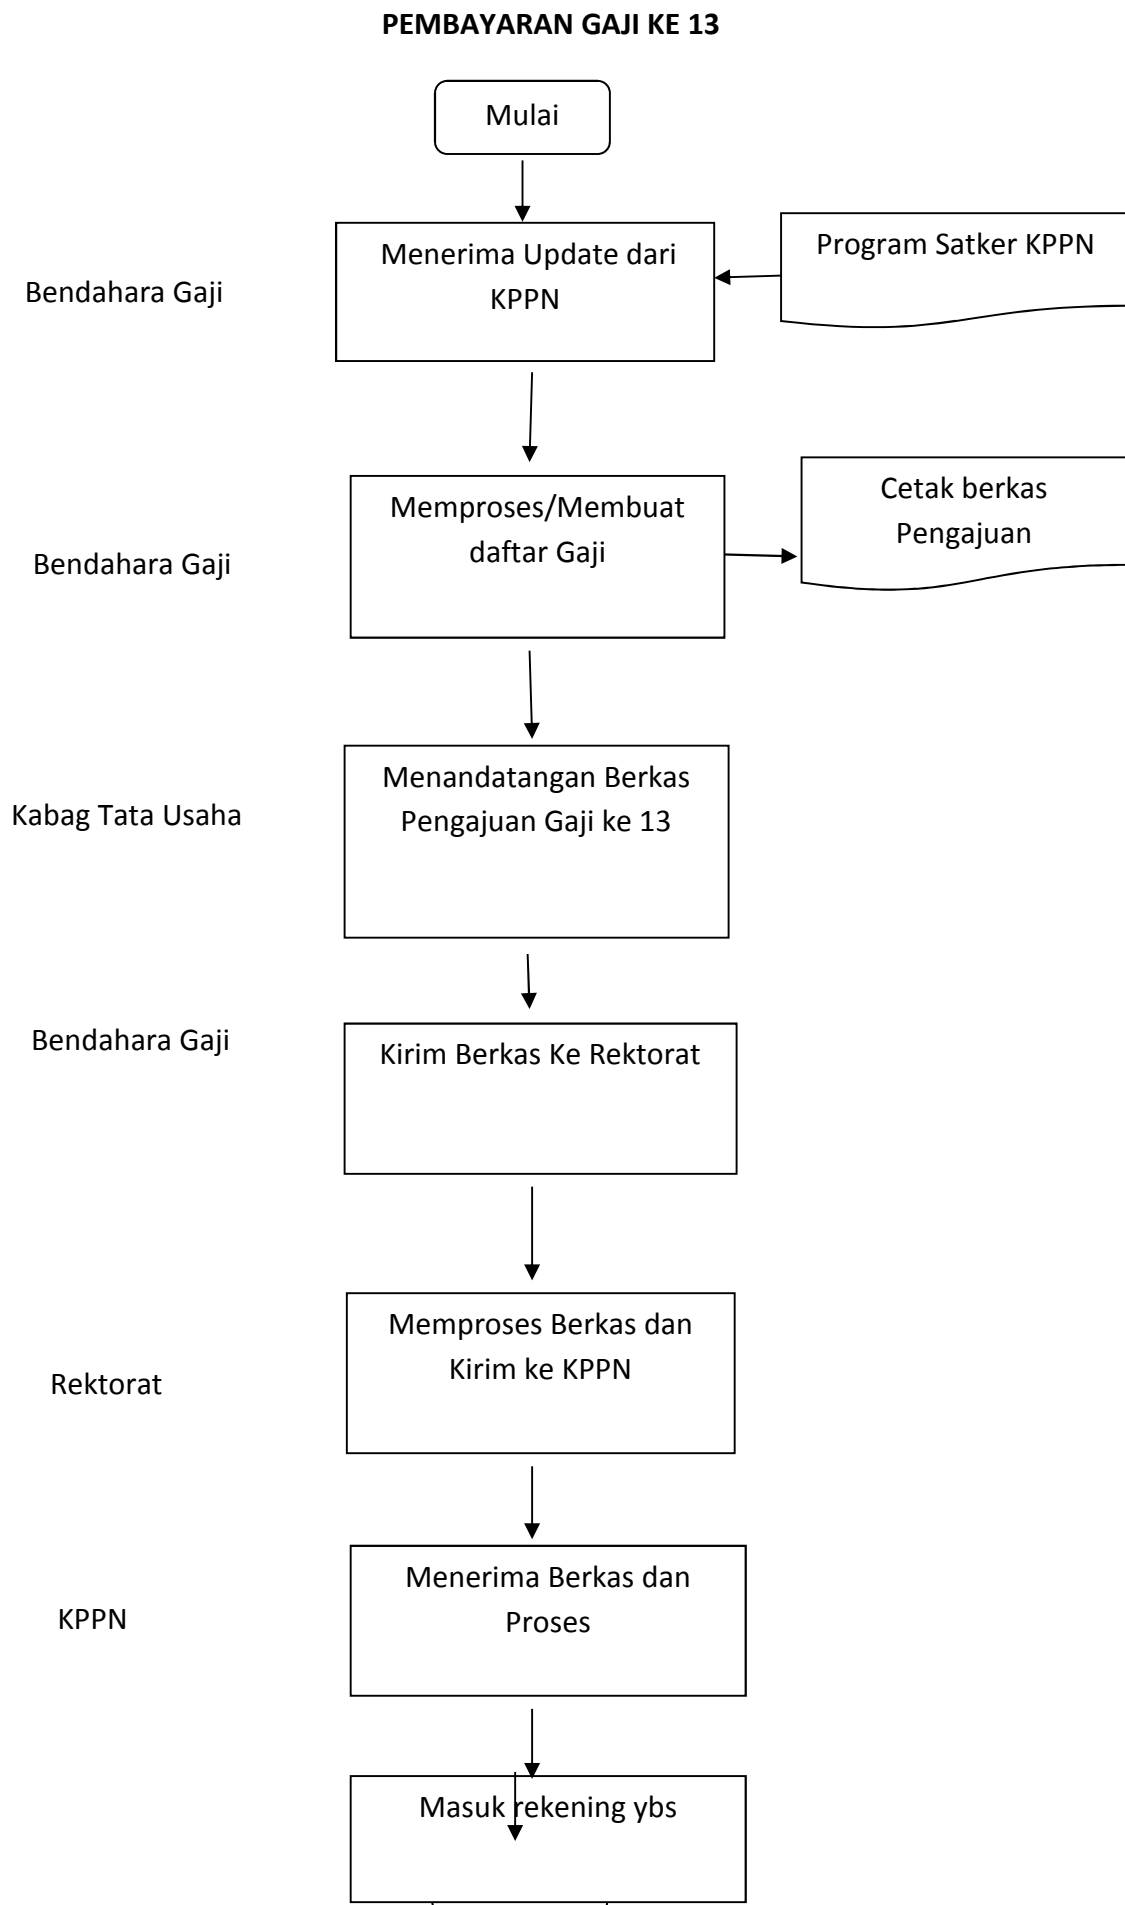 PEMBAYARAN GAJI KE 13
Mulai
Bendahara Gaji
Menerima Update dari
KPPN
Program Satker KPPN
Bendahara Gaji
Memproses/Membuat
daftar Gaji
Cetak berkas
Pengajuan
Kabag Tata Usaha
Menandatangan Berkas
Pengajuan Gaji ke 13
Bendahara Gaji
Kirim Berkas Ke Rektorat
Rektorat
Memproses Berkas dan
Kirim ke KPPN
KPPN
Menerima Berkas dan
Proses
Masuk rekening ybs